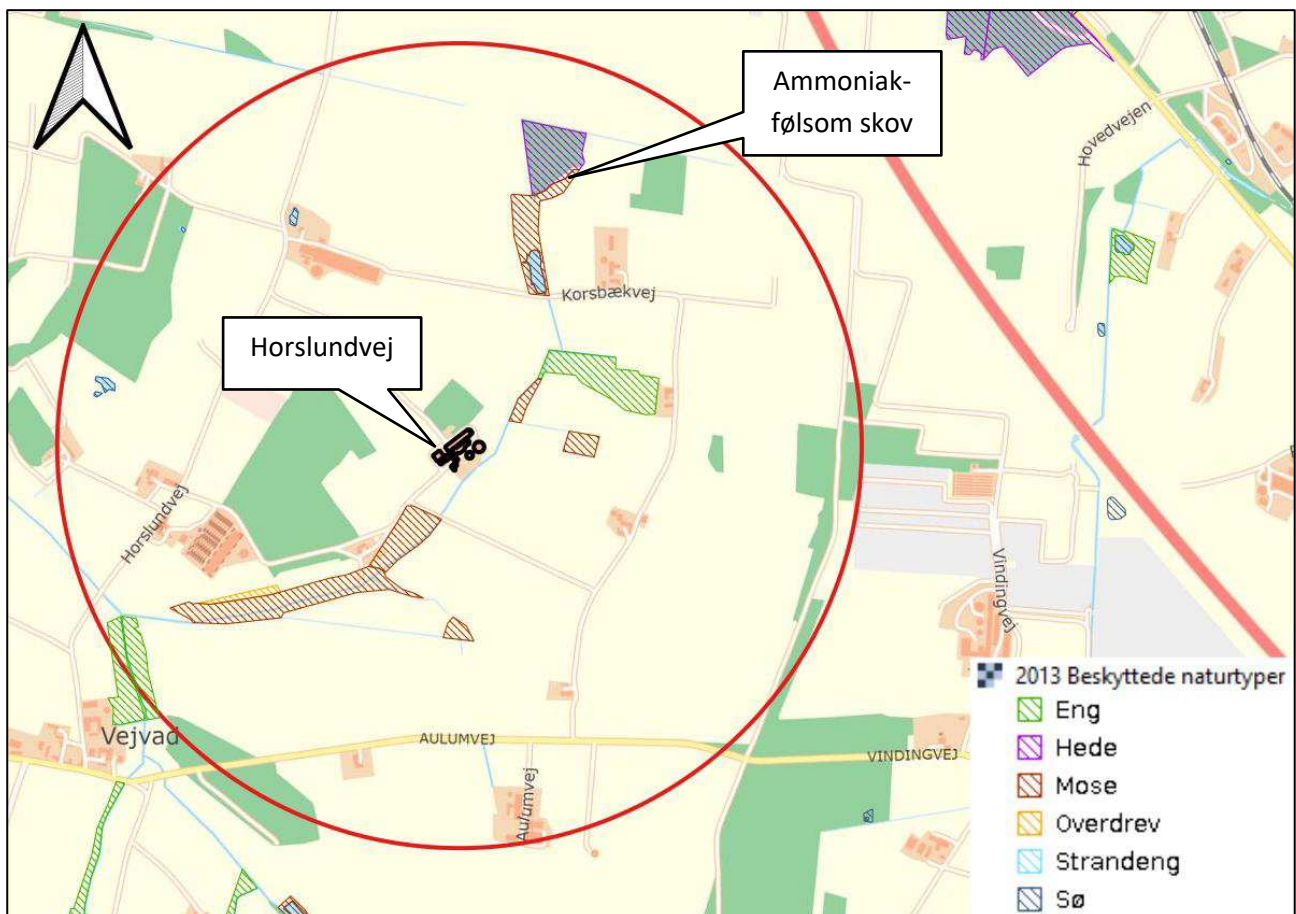 Ammoniak-
følsom skov
Hovedvejen
Korsbækvej
Horslundvej
Horslundvej
Vindingvej
Vejvad
AULUMVEJ
VINDINGVEJ
Aulumvej
2013 Beskyttede naturtyper
Eng
Hede
Mose
Overdrev
Strandeng
Sø